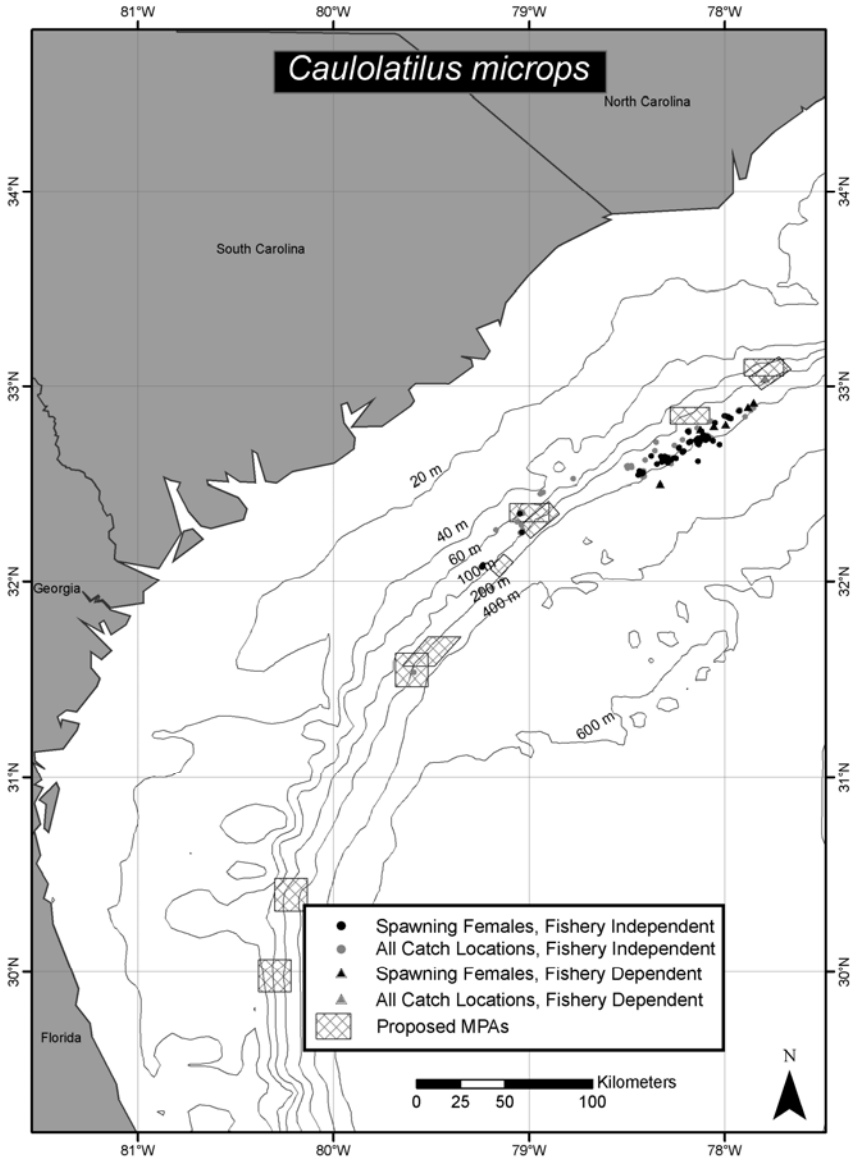 81°W 80°W 79°W 78°W
Caulolatilus microps
North Carolina
34°N 34°N
South Carolina
33°N 33°N
20 m
40 m
60 m
100 m
200 m
400 m
32°N 32°N
Georgia
600 m
31°N 31°N
Spawning Females, Fishery Independent
All Catch Locations, Fishery Independent
Spawning Females, Fishery Dependent
All Catch Locations, Fishery Dependent
Proposed MPAs
30°N 30°N
Florida
N
Kilometers
0 25 50 100
81°W 80°W 79°W 78°W